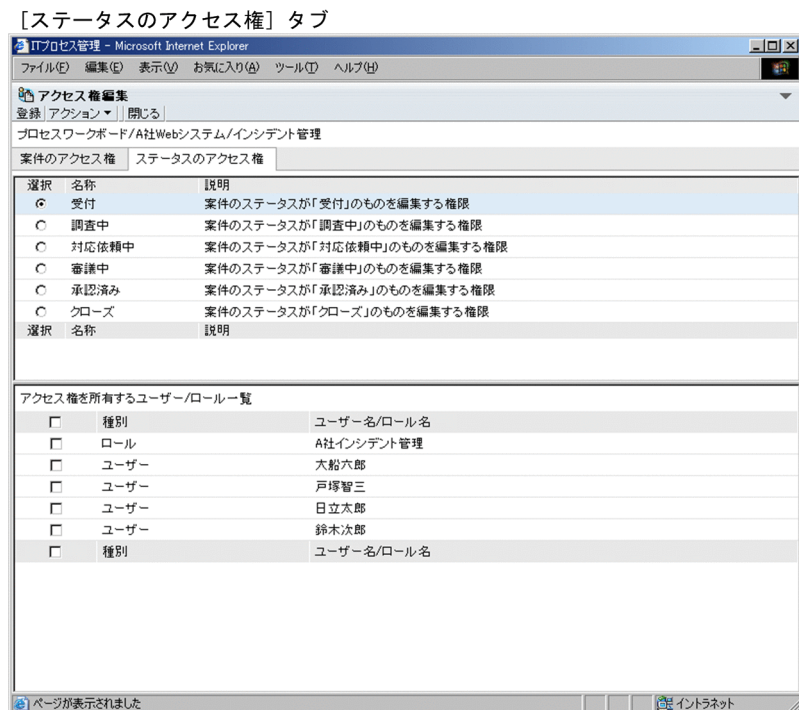 [ステータスのアクセス権] タブ
ITプロセス管理 - Microsoft Internet Explorer
ファイル(F) 編集(E) 表示(V) お気に入り(A) ツール(T) ヘルプ(H)
アクセス権編集
登録 アクション▼ 閉じる
プロセスワークボード/A社Webシステム/インシデント管理
案件のアクセス権 ステータスのアクセス権
選択 名称 説明
受付 案件のステータスが「受付」のものを編集する権限
調査中 案件のステータスが「調査中」のものを編集する権限
対応依頼中 案件のステータスが「対応依頼中」のものを編集する権限
審議中 案件のステータスが「審議中」のものを編集する権限
承認済み 案件のステータスが「承認済み」のものを編集する権限
クローズ 案件のステータスが「クローズ」のものを編集する権限
選択 名称 説明
アクセス権を所有するユーザー/ロール一覧
種別 ユーザー名/ロール名
ロール A社インシデント管理
ユーザー 大船六郎
ユーザー 戸塚智三
ユーザー 日立太郎
ユーザー 鈴木次郎
種別 ユーザー名/ロール名
ページが表示されました イントラネット